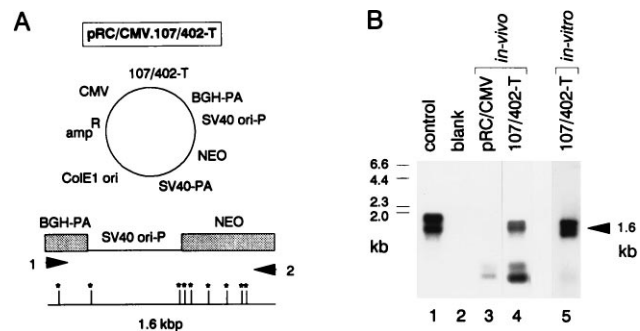 A
pRC/CMV.107/402-T
107/402-T
CMV
BGH-PA
SV40 ori-P
amp R
NEO
ColE1 ori
SV40-PA
BGH-PA
SV40 ori-P
NEO
1
2
* * *** * * **
1.6 kbp
B
in-vivo
in-vitro
control
blank
pRC/CMV
107/402-T
107/402-T
6.6
4.4
2.3
2.0
kb
1.6
kb
1 2 3 4 5